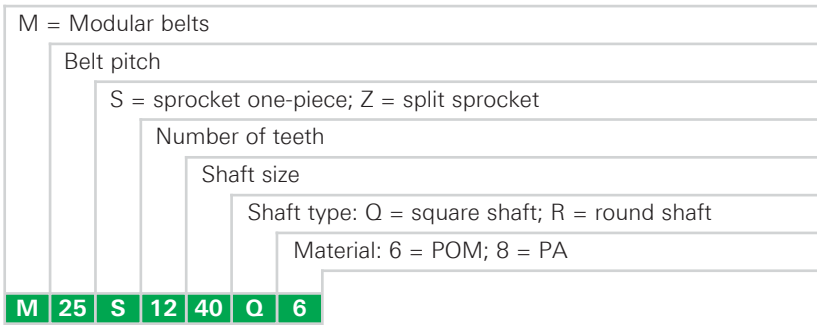 M = Modular belts
Belt pitch
S = sprocket one-piece; Z = split sprocket
Number of teeth
Shaft size
Shaft type: Q = square shaft; R = round shaft
Material: 6 = POM; 8 = PA
M 25 S 12 40 Q 6